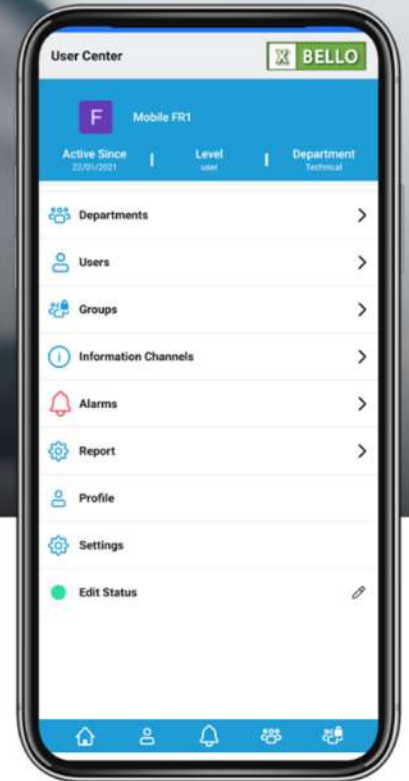 User Center
X BELLO
F
Mobile FR1
Active Since | Level | Department
22/01/2021 user Technical
Departments
Users
Groups
Information Channels
Alarms
Report
Profile
Settings
Edit Status